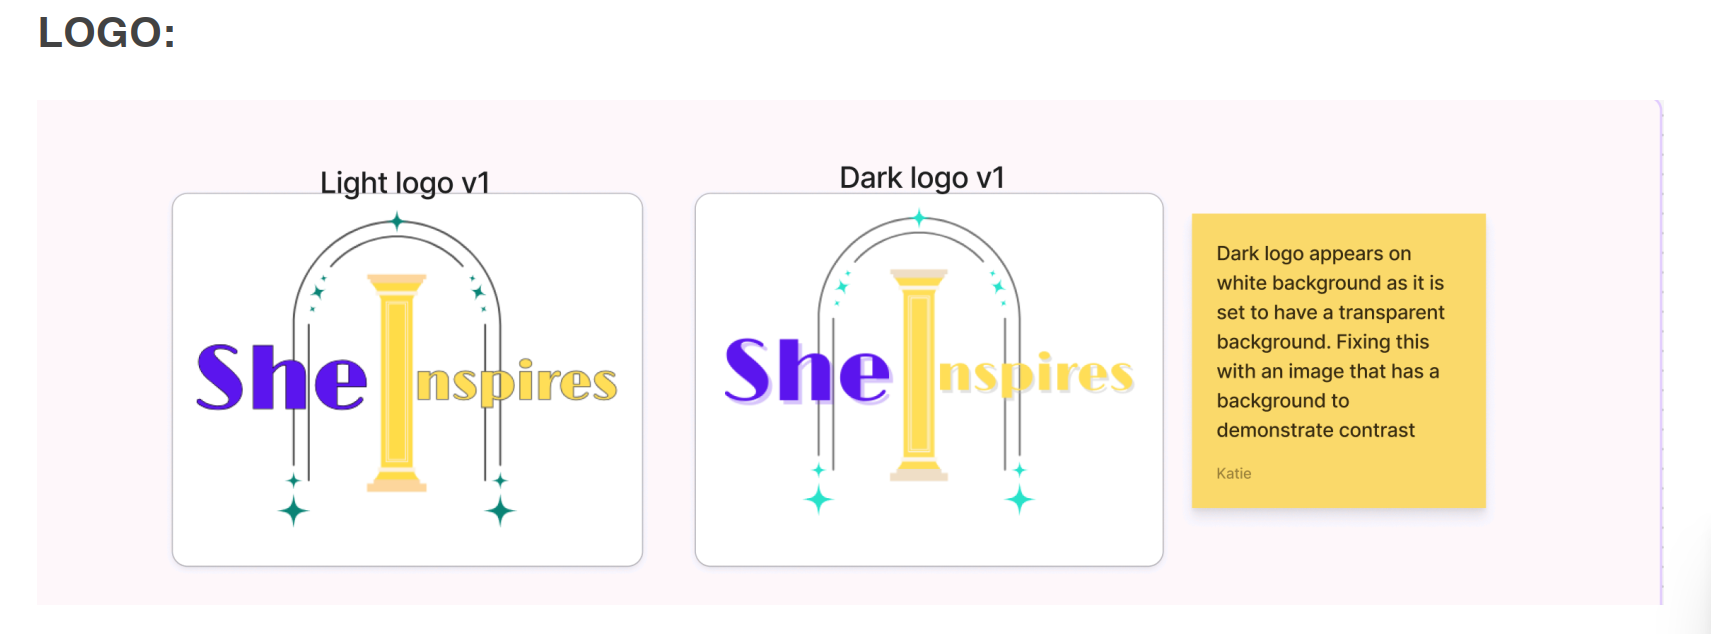 LOGO:
Light logo v1
She Inspires
Dark logo v1
She Inspires
Dark logo appears on
white background as it is
set to have a transparent
background. Fixing this
with an image that has a
background to
demonstrate contrast
Katie